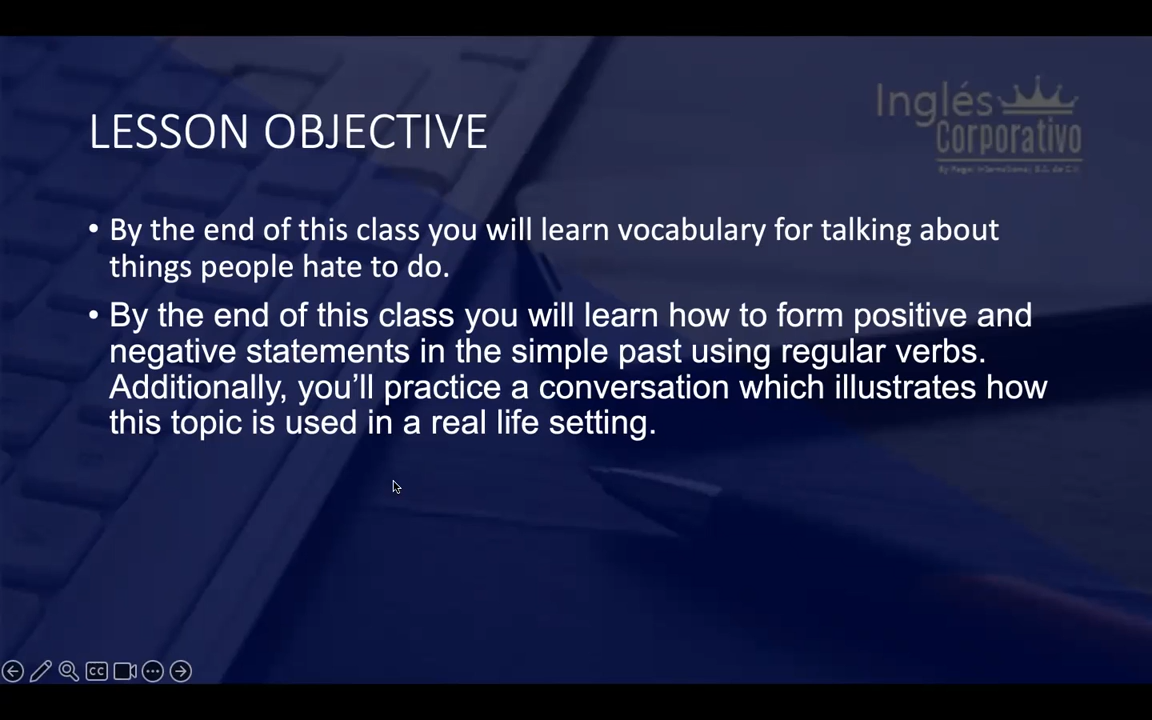 Inglés
Corporativo
LESSON OBJECTIVE
• By the end of this class you will learn vocabulary for talking about
things people hate to do.
• By the end of this class you will learn how to form positive and
negative statements in the simple past using regular verbs.
Additionally, you’ll practice a conversation which illustrates how
this topic is used in a real life setting.
CC